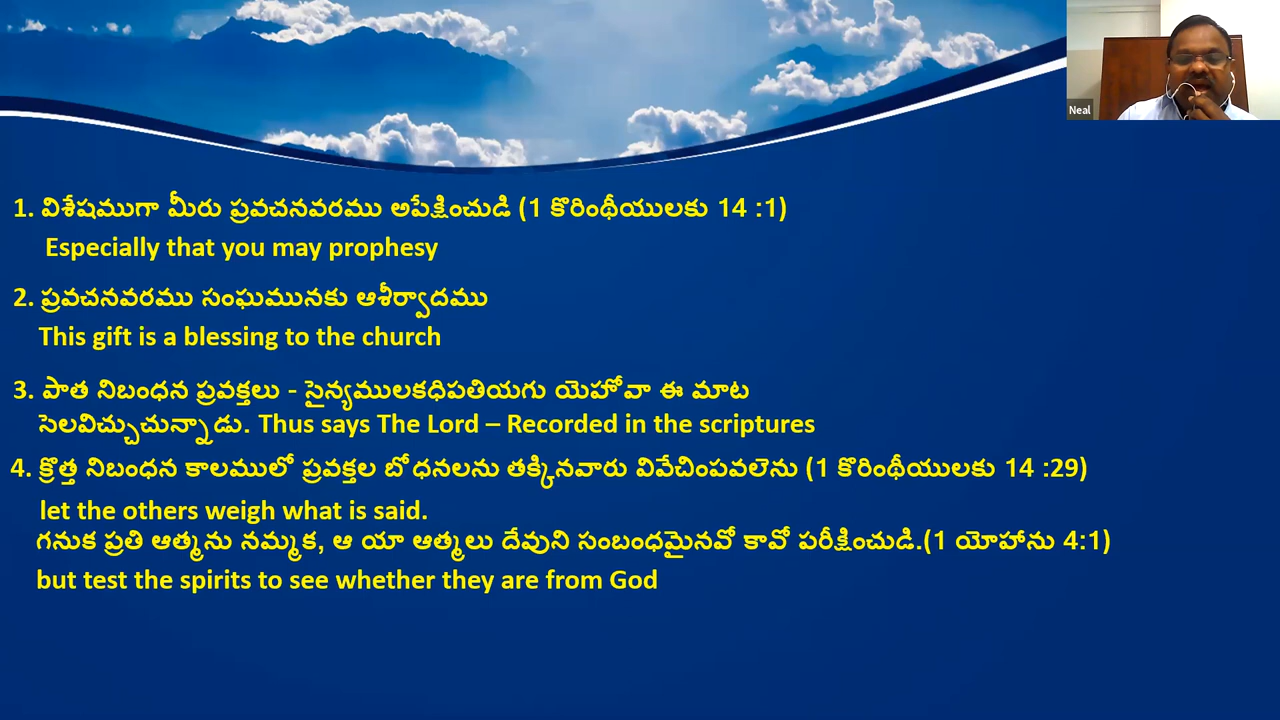 Neal
1. విశేషముగా మీరు ప్రవచనవరము అపేక్షించుడి (1 కొరింథీయులకు 14 :1)
Especially that you may prophesy
2. ప్రవచనవరము సంఘమునకు ఆశీర్వాదము
This gift is a blessing to the church
3. పాత నిబంధన ప్రవక్తలు - సైన్యములకధిపతియగు యెహోవా ఈ మాట
సెలవిచ్చుచున్నాడు. Thus says The Lord – Recorded in the scriptures
4. క్రొత్త నిబంధన కాలములో ప్రవక్తల బోధనలను తక్కినవారు వివేచింపవలెను (1 కొరింథీయులకు 14 :29)
let the others weigh what is said.
గనుక ప్రతి ఆత్మను నమ్మక, ఆ యా ఆత్మలు దేవుని సంబంధమైనవో కావో పరీక్షించుడి.(1 యోహాను 4:1)
but test the spirits to see whether they are from God